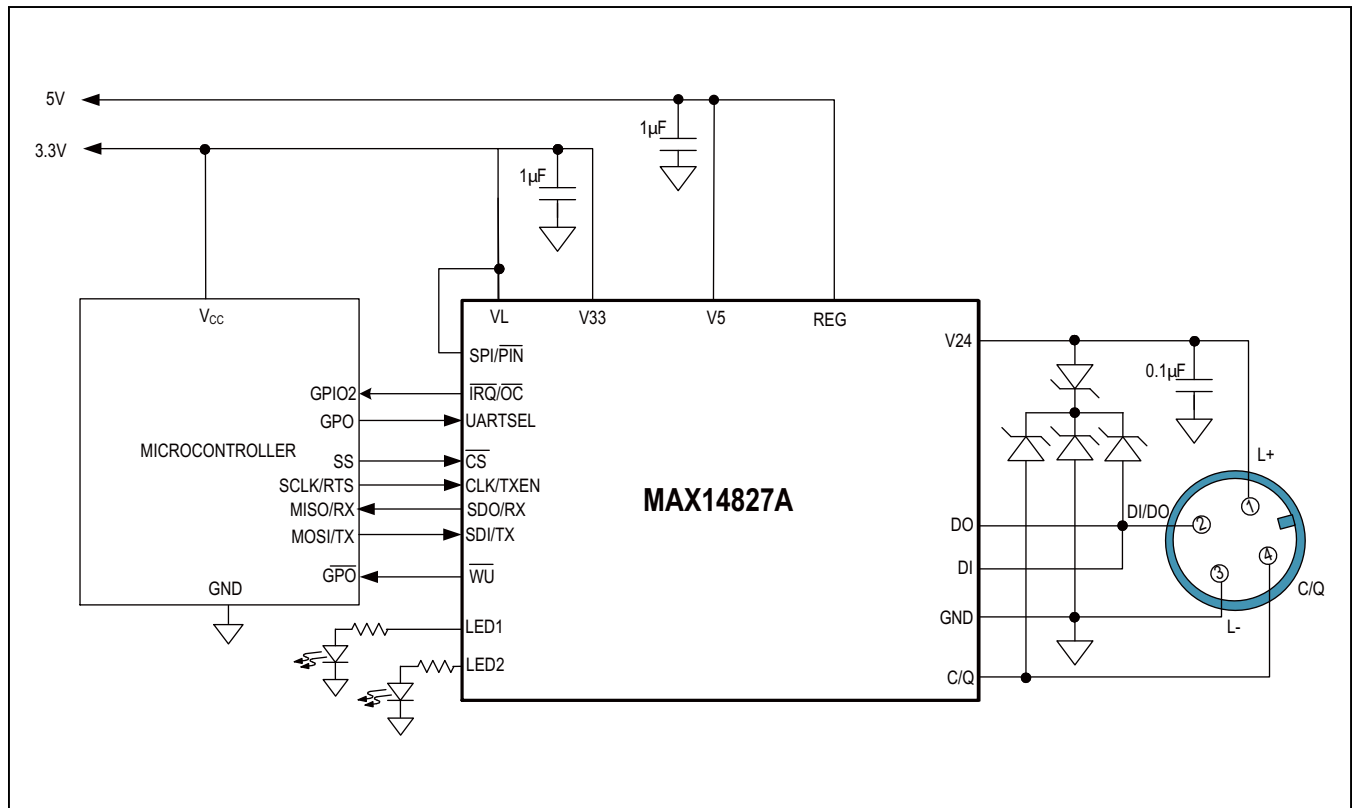 5V
3.3V
1µF
1µF
VCC
VL
V33
V5
REG
V24
SPI/PIN
0.1µF
GPIO2
IRQ/OC
GPO
UARTSEL
MICROCONTROLLER
SS
CS
L+
SCLK/RTS
CLK/TXEN
MAX14827A
MISO/RX
SDO/RX
DO
DI/DO
1
2
MOSI/TX
SDI/TX
4
DI
3
GPO
WU
C/Q
GND
GND
LED1
L-
LED2
C/Q